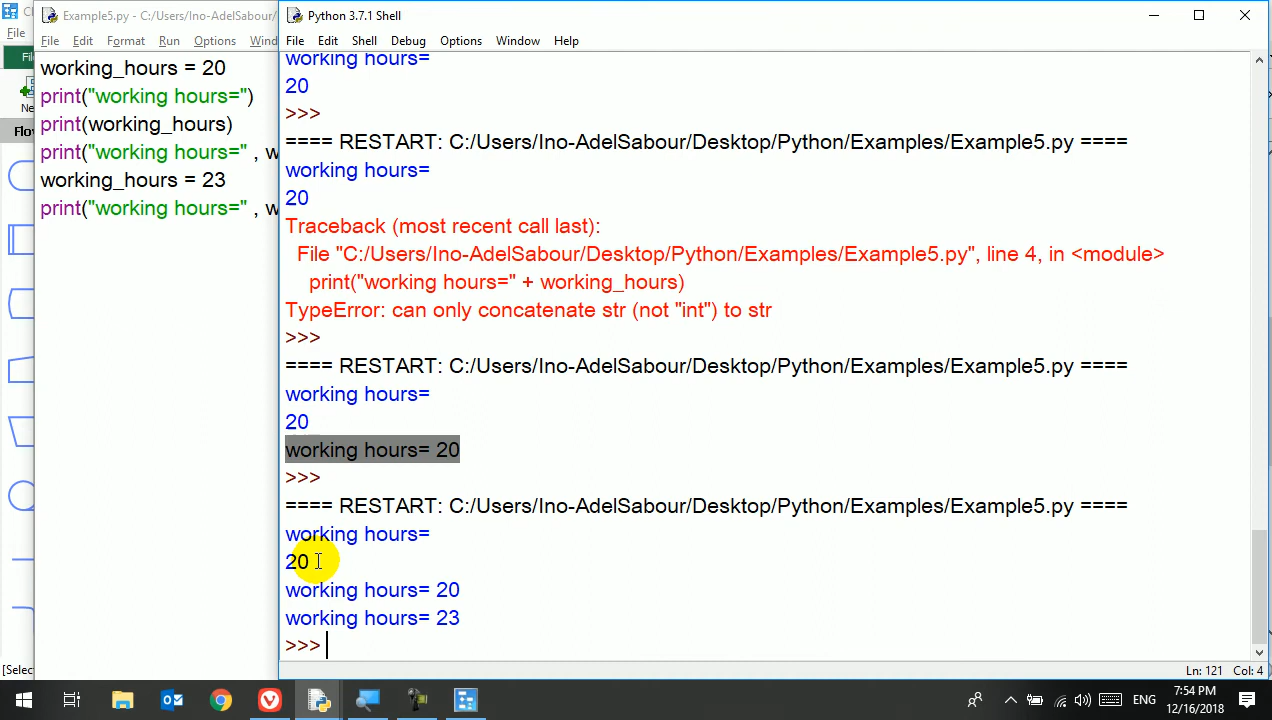 Example5.py - C:/Users/Ino-AdelSabour/
File Edit Format Run Options Wind
working_hours = 20
print("working hours=")
print(working_hours)
print("working hours=" , w
working_hours = 23
print("working hours=" , w
File
Fil
Ne
Flo
[Selec
Python 3.7.1 Shell
File Edit Shell Debug Options Window Help
working hours=
20
>>>
==== RESTART: C:/Users/Ino-AdelSabour/Desktop/Python/Examples/Example5.py ====
working hours=
20
Traceback (most recent call last):
File "C:/Users/Ino-AdelSabour/Desktop/Python/Examples/Example5.py", line 4, in <module>
print("working hours=" + working_hours)
TypeError: can only concatenate str (not "int") to str
>>>
==== RESTART: C:/Users/Ino-AdelSabour/Desktop/Python/Examples/Example5.py ====
working hours=
20
working hours= 20
>>>
==== RESTART: C:/Users/Ino-AdelSabour/Desktop/Python/Examples/Example5.py ====
working hours=
20
working hours= 20
working hours= 23
>>>
Ln: 121 Col: 4
ENG
7:54 PM
12/16/2018